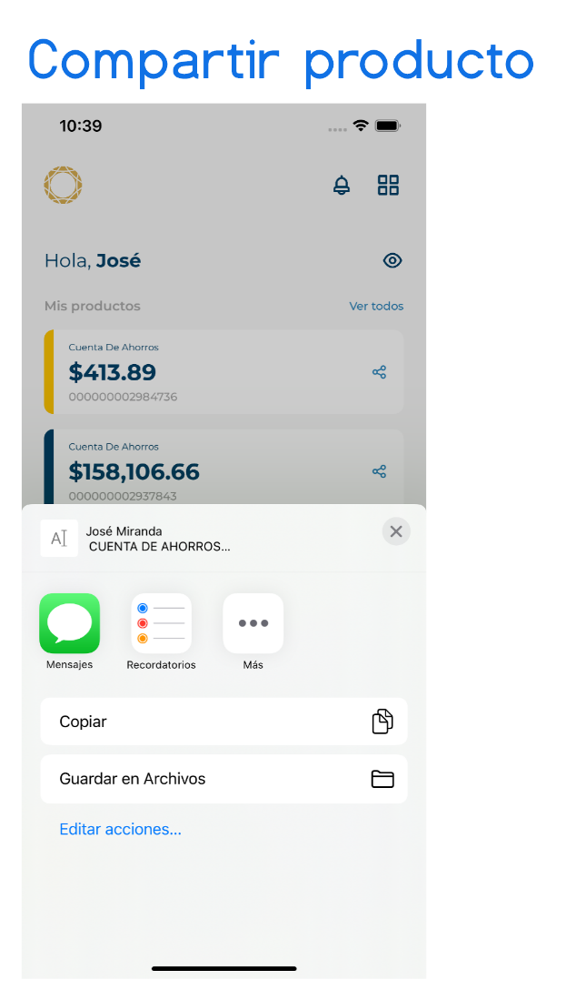 Compartir producto
10:39
Hola, José
Mis productos
Ver todos
Cuenta De Ahorros
$413.89
000000002984736
Cuenta De Ahorros
$158,106.66
000000002937843
AI
José Miranda
CUENTA DE AHORROS...
Mensajes
Recordatorios
Más
Copiar
Guardar en Archivos
Editar acciones...